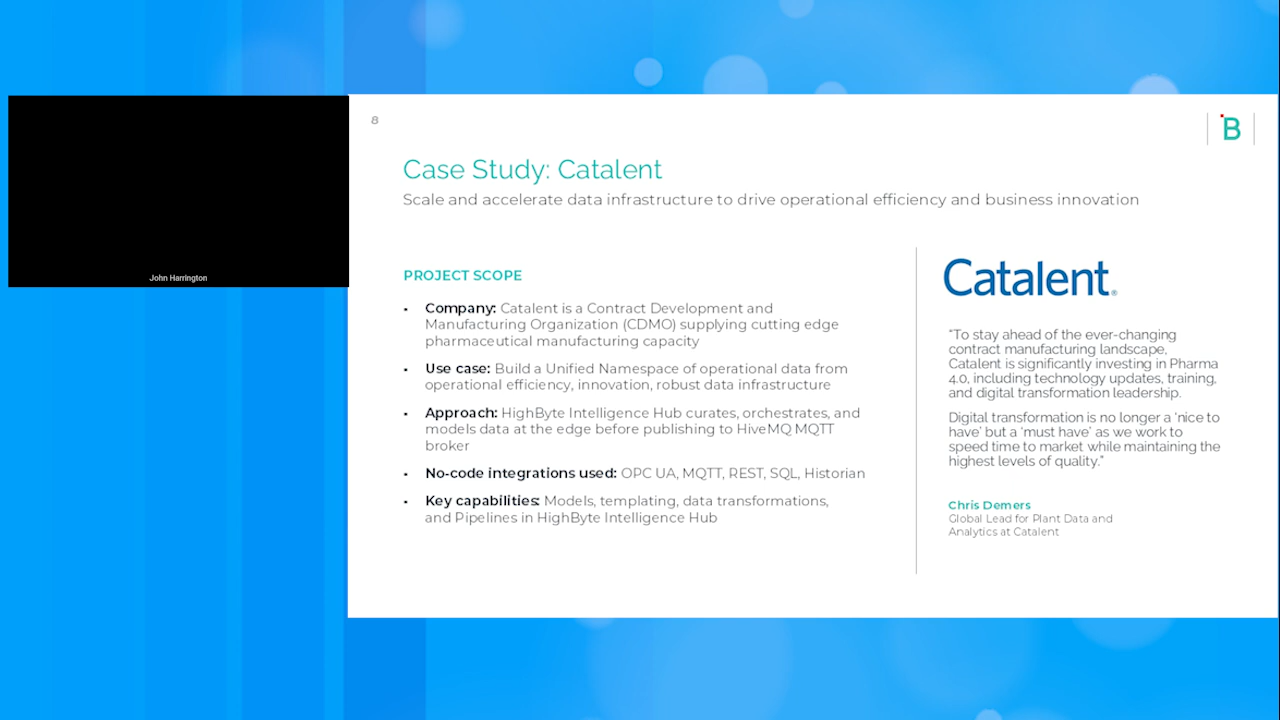 John Harrington
8
B
Case Study: Catalent
Scale and accelerate data infrastructure to drive operational efficiency and business innovation
PROJECT SCOPE
▪ Company: Catalent is a Contract Development and
Manufacturing Organization (CDMO) supplying cutting edge
pharmaceutical manufacturing capacity
▪ Use case: Build a Unified Namespace of operational data from
operational efficiency, innovation, robust data infrastructure
▪ Approach: HighByte Intelligence Hub curates, orchestrates, and
models data at the edge before publishing to HiveMQ MQTT
broker
▪ No-code integrations used: OPC UA, MQTT, REST, SQL, Historian
▪ Key capabilities: Models, templating, data transformations,
and Pipelines in HighByte Intelligence Hub
Catalent®
“To stay ahead of the ever-changing
contract manufacturing landscape,
Catalent is significantly investing in Pharma
4.0, including technology updates, training,
and digital transformation leadership.
Digital transformation is no longer a ‘nice to
have’ but a ‘must have’ as we work to
speed time to market while maintaining the
highest levels of quality.”
Chris Demers
Global Lead for Plant Data and
Analytics at Catalent